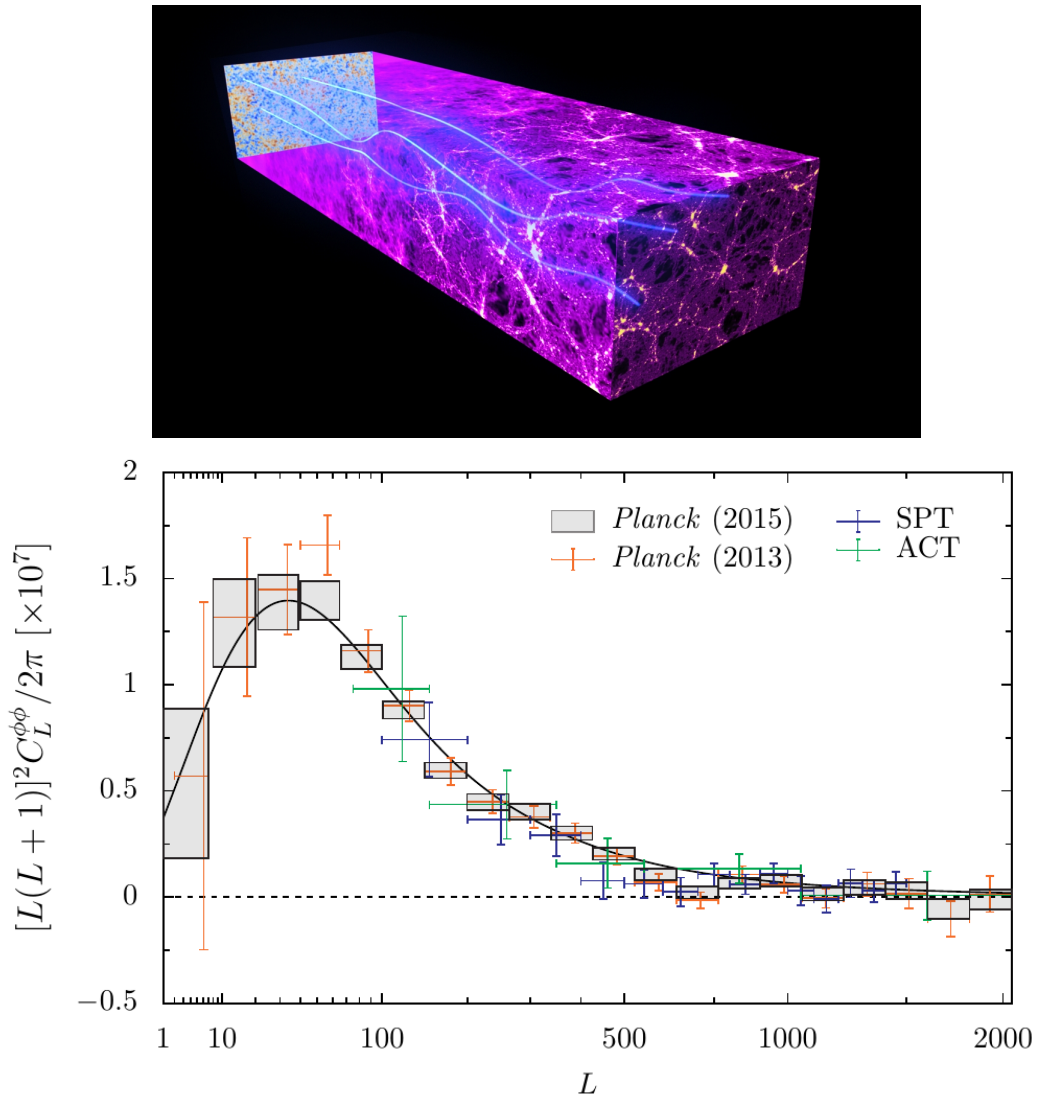 2
1.5
1
0.5
0
−0.5
[L(L + 1)]²C_L^{ϕϕ}/2π [×10⁷]
Planck (2015)
Planck (2013)
SPT
ACT
1 10 100 500 1000 2000
L